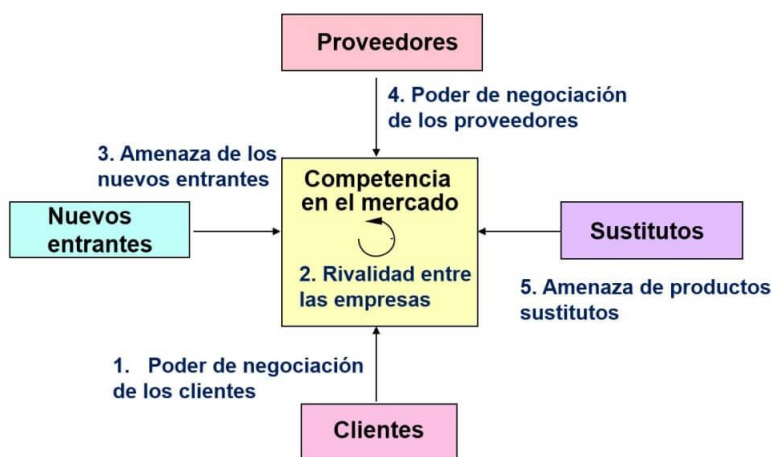 Proveedores
4. Poder de negociación
de los proveedores
3. Amenaza de los
nuevos entrantes
Competencia
en el mercado
Nuevos
entrantes
Sustitutos
2. Rivalidad entre
las empresas
5. Amenaza de productos
sustitutos
1. Poder de negociación
de los clientes
Clientes